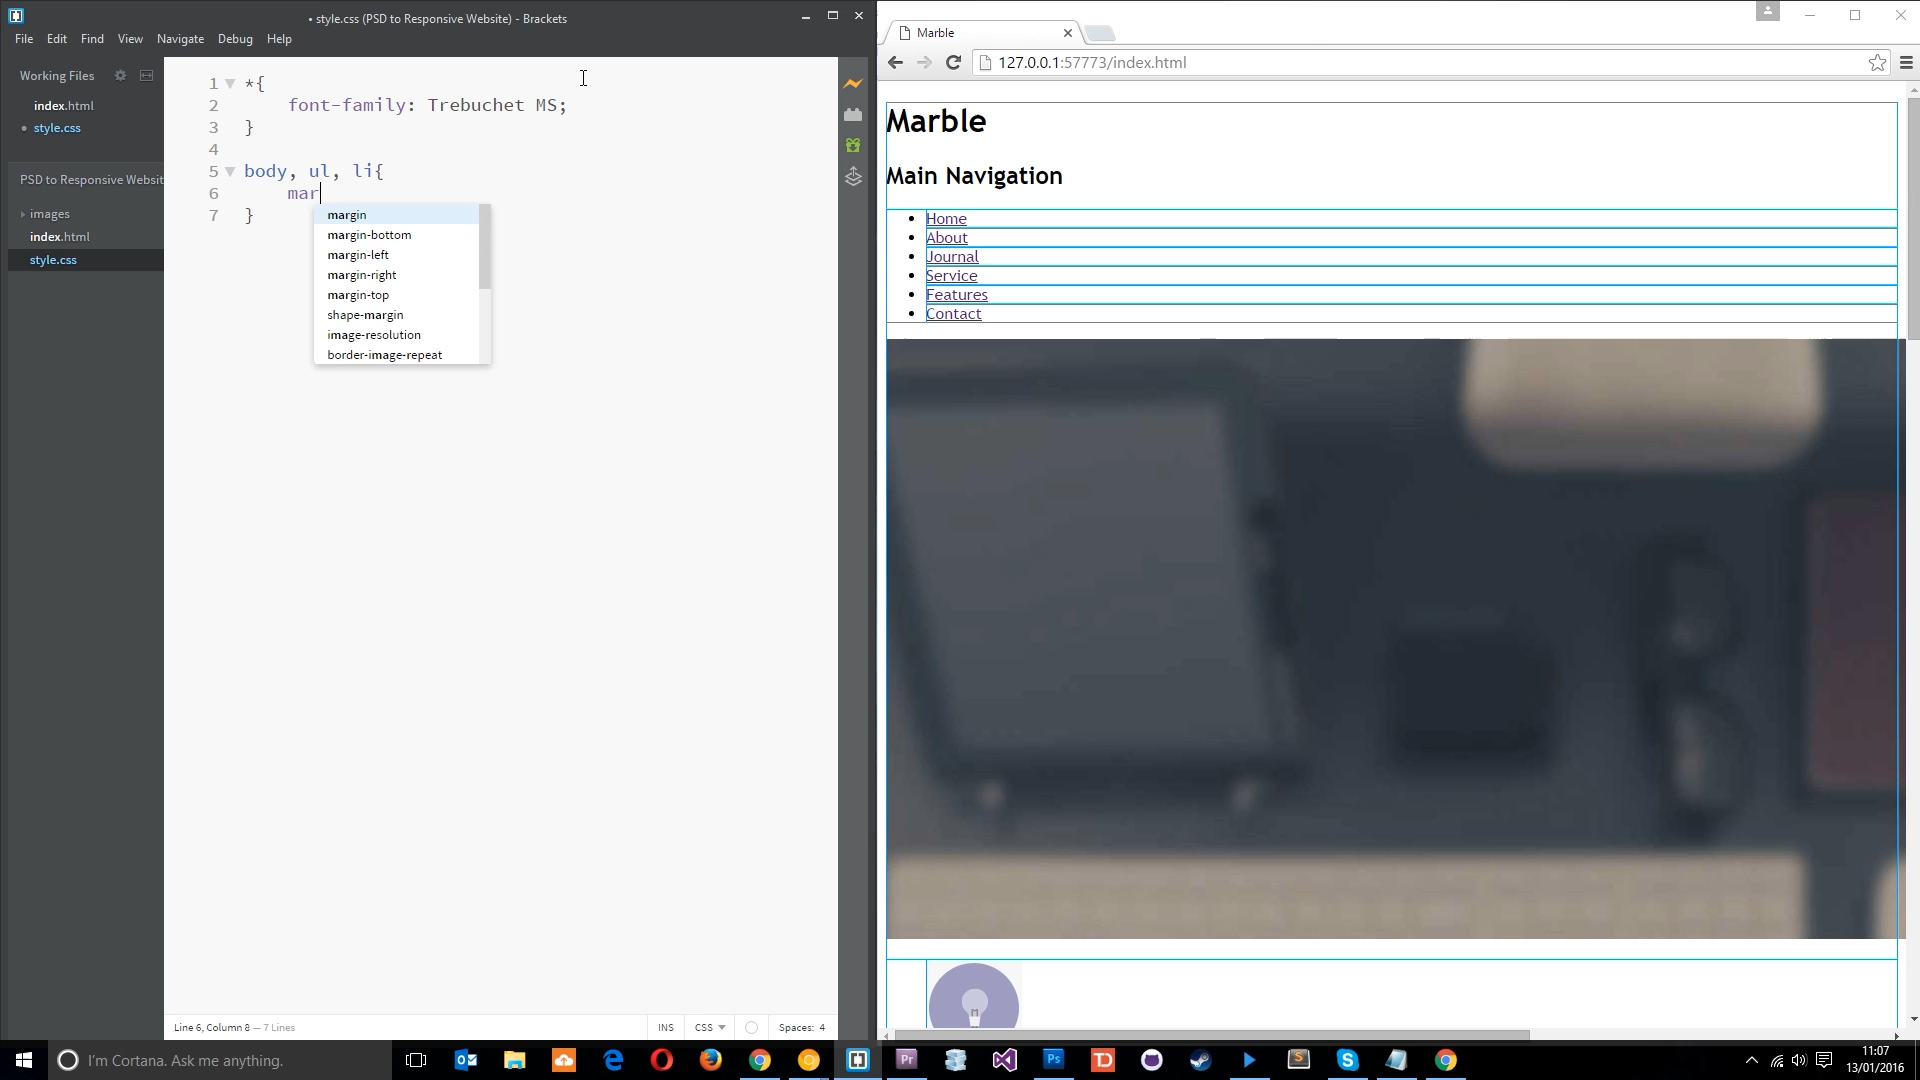 • style.css (PSD to Responsive Website) - Brackets
File Edit Find View Navigate Debug Help
Working Files
index.html
• style.css
PSD to Responsive Websit
images
index.html
style.css
1 *{
2 font-family: Trebuchet MS;
3 }
4
5 body, ul, li{
6 mar
7 }
margin
margin-bottom
margin-left
margin-right
margin-top
shape-margin
image-resolution
border-image-repeat
Line 6, Column 8 — 7 Lines
INS CSS Spaces: 4
Marble
127.0.0.1:57773/index.html
Marble
Main Navigation
• Home
• About
• Journal
• Service
• Features
• Contact
I'm Cortana. Ask me anything.
Pr
Ps
11:07
13/01/2016